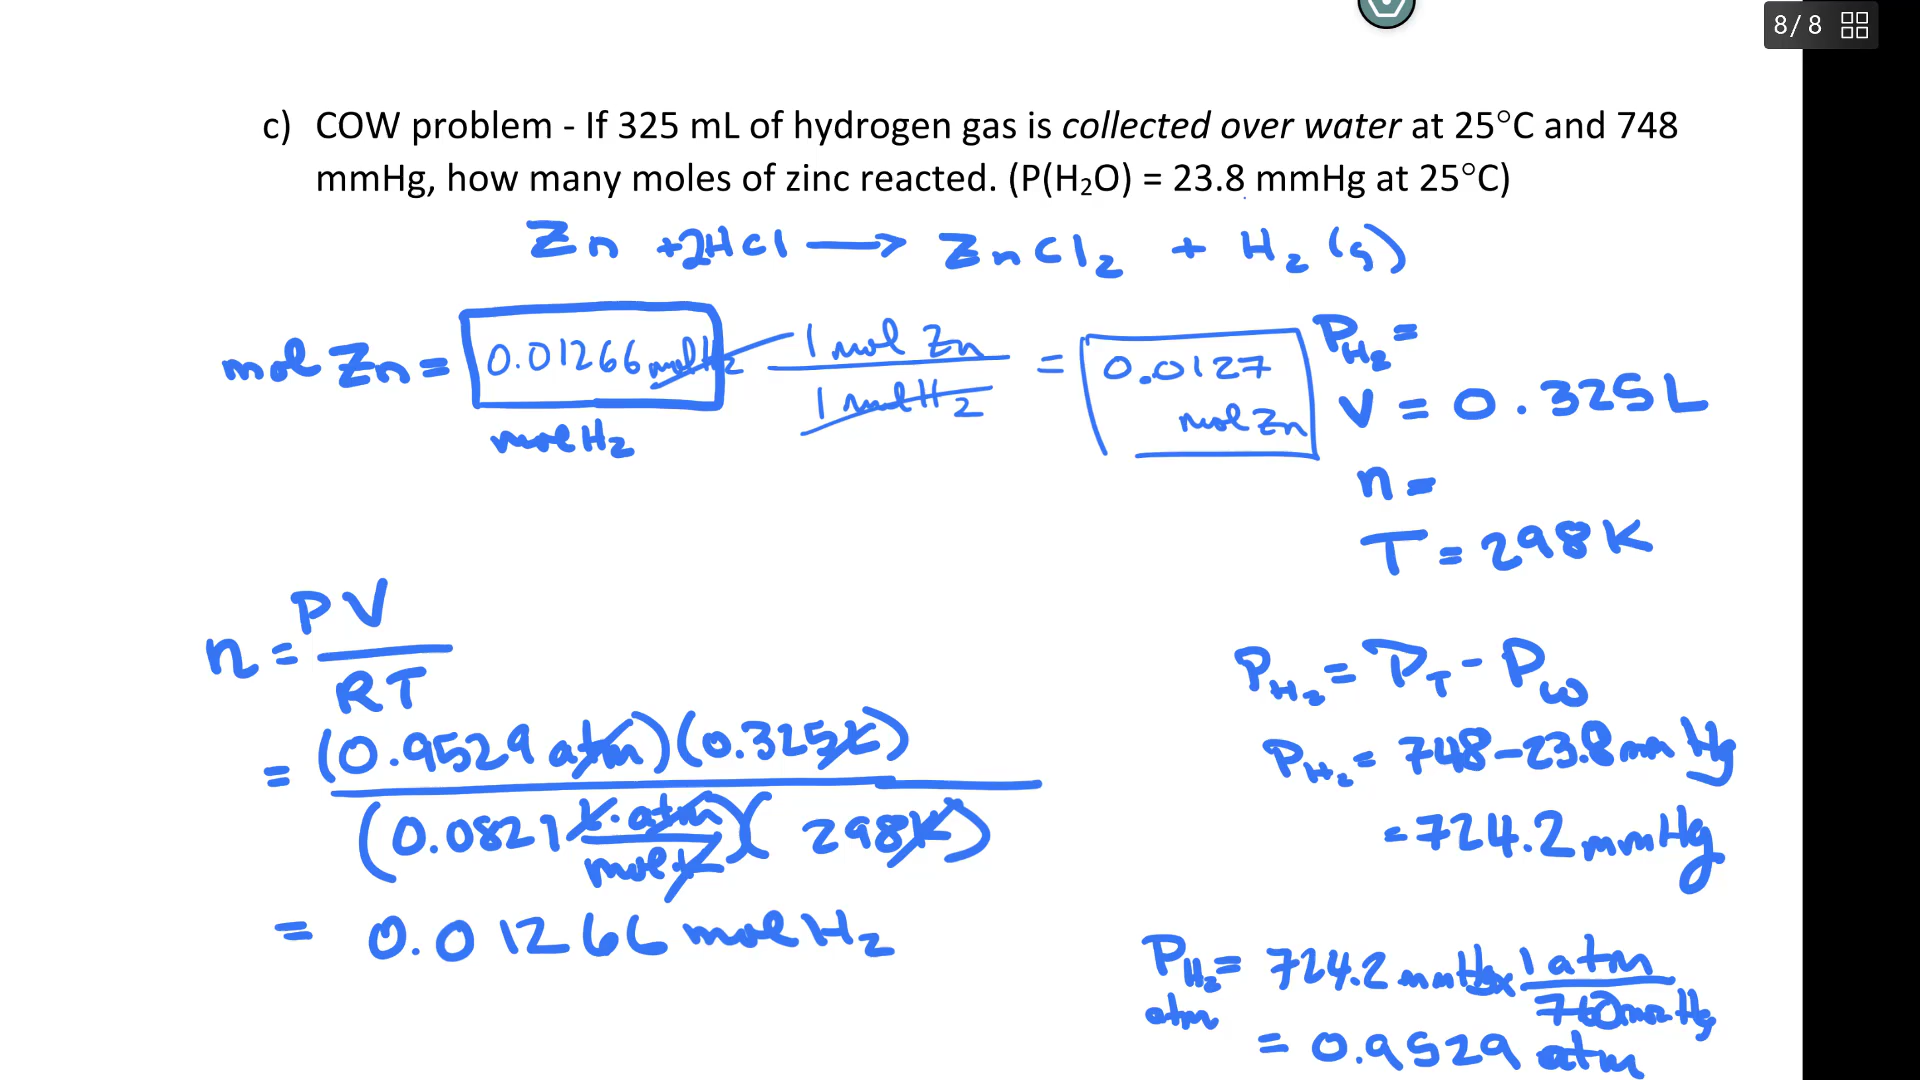 8/8
c) COW problem - If 325 mL of hydrogen gas is collected over water at 25°C and 748
mmHg, how many moles of zinc reacted. (P(H₂O) = 23.8 mmHg at 25°C)
Zn + 2HCl ⟶ ZnCl₂ + H₂ (g)
mol Zn = 0.01266 mol H₂ 1 mol Zn / 1 mol H₂ = 0.0127 mol Zn
mol H₂
P_H₂ =
V = 0.325 L
n =
T = 298 K
n = PV / RT
= (0.9529 atm)(0.325 L) / (0.0821 L·atm / mol K)(298 K)
= 0.01266 mol H₂
P_H₂ = P_T - P_W
P_H₂ = 748 - 23.8 mm Hg
= 724.2 mmHg
P_H₂ atm = 724.2 mmHg x 1 atm / 760 mm Hg
= 0.9529 atm